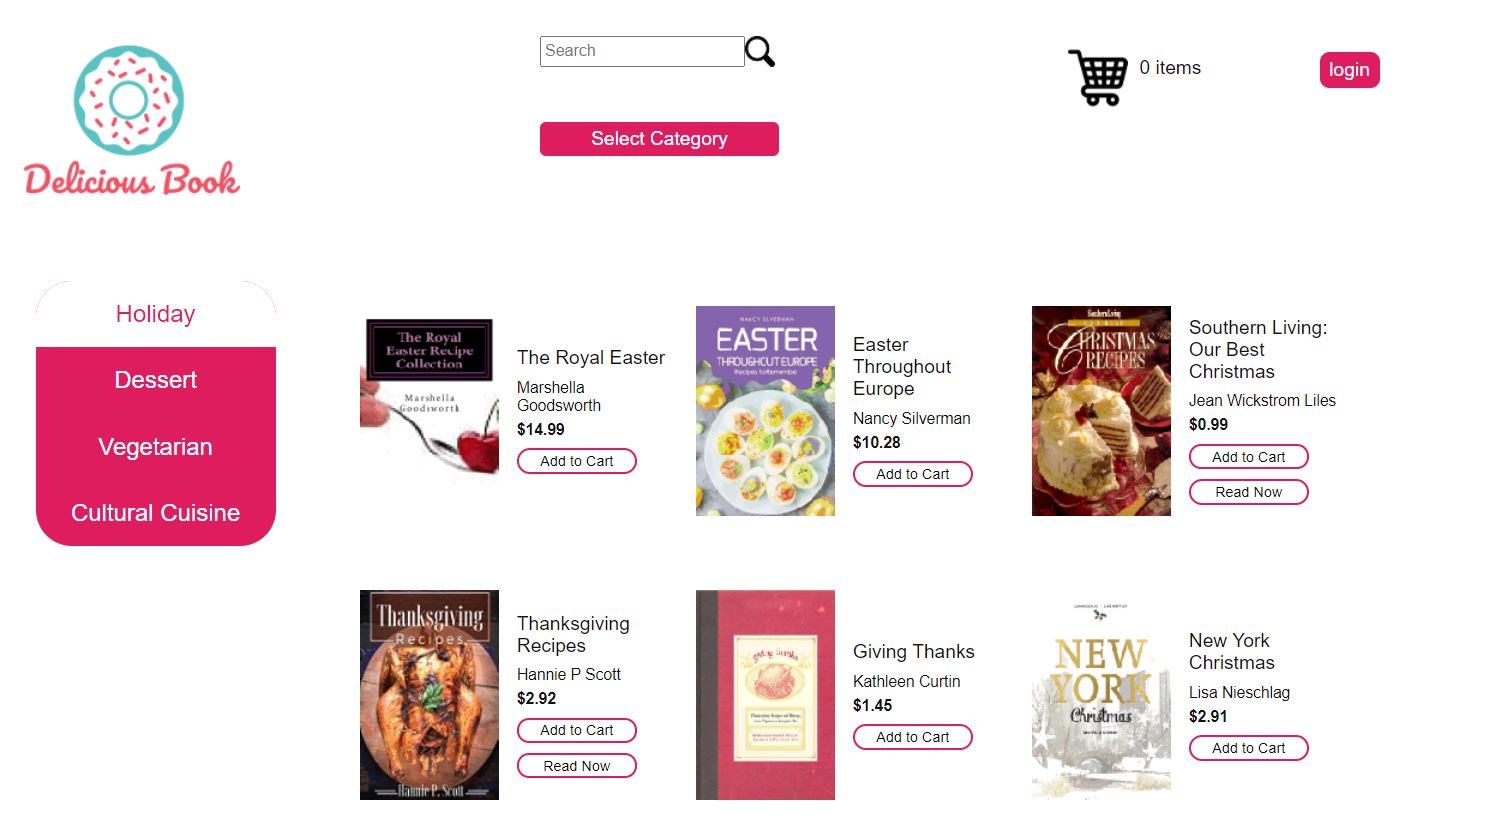 Delicious Book
Search
Select Category
0 items
login
Holiday
Dessert
Vegetarian
Cultural Cuisine
The Royal
Easter Recipe
Collection
Marshella
Goodsworth
The Royal Easter
Marshella
Goodsworth
$14.99
Add to Cart
NANCY SILVERMAN
EASTER
THROUGHOUT EUROPE
Recipes to Remember
Easter
Throughout
Europe
Nancy Silverman
$10.28
Add to Cart
Southern Living
OUR BEST
CHRISTMAS
RECIPES
Southern Living:
Our Best
Christmas
Jean Wickstrom Liles
$0.99
Add to Cart
Read Now
Thanksgiving
Recipes
Hannie P. Scott
Thanksgiving
Recipes
Hannie P Scott
$2.92
Add to Cart
Read Now
giving thanks
Giving Thanks
Kathleen Curtin
$1.45
Add to Cart
NEW
YORK
Christmas
New York
Christmas
Lisa Nieschlag
$2.91
Add to Cart